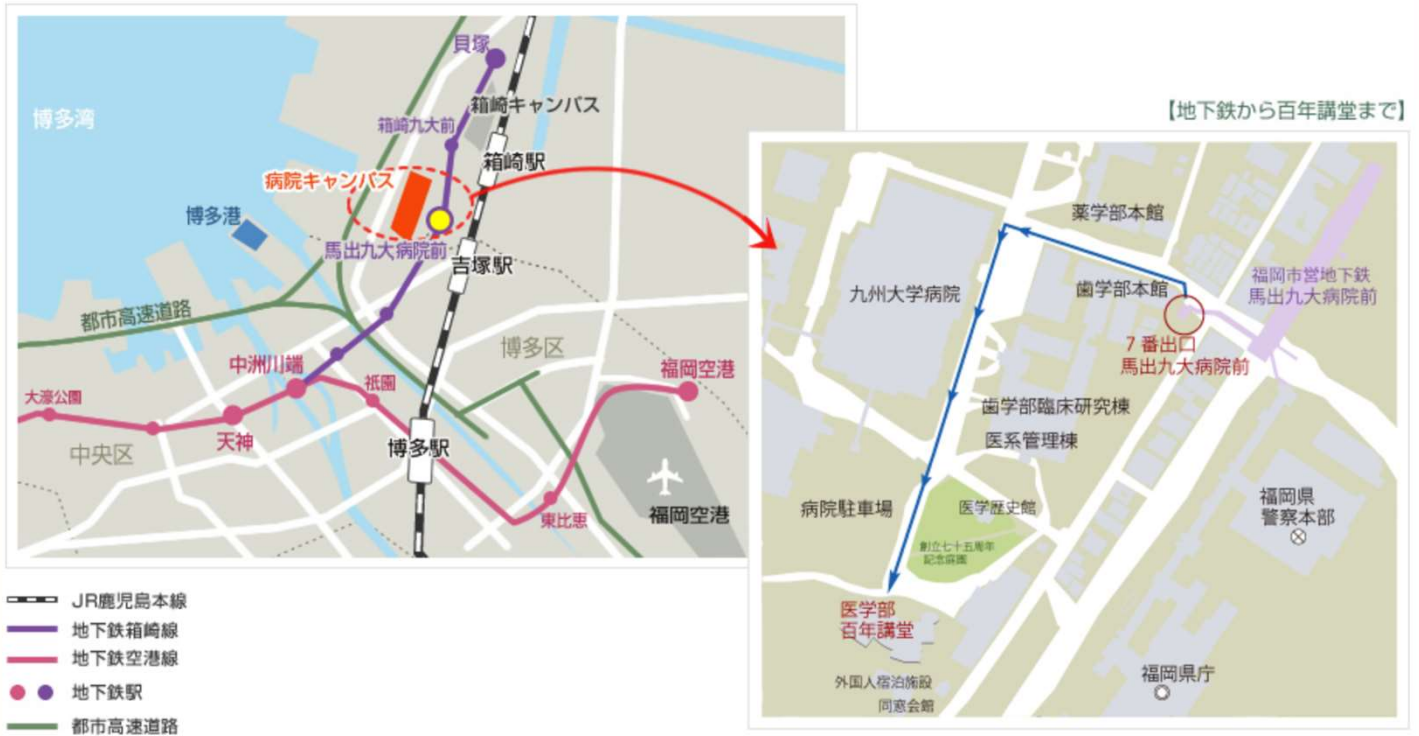 貝塚
箱崎キャンパス
博多湾
箱崎九大前
箱崎駅
病院キャンパス
博多港
馬出九大病院前
吉塚駅
都市高速道路
博多区
中洲川端
福岡空港
祇園
大濠公園
天神
中央区
博多駅
東比恵
福岡空港
JR鹿児島本線
地下鉄箱崎線
地下鉄空港線
地下鉄駅
都市高速道路
【地下鉄から百年講堂まで】
薬学部本館
福岡市営地下鉄
馬出九大病院前
歯学部本館
九州大学病院
7番出口
馬出九大病院前
歯学部臨床研究棟
医系管理棟
福岡県
警察本部
病院駐車場
医学歴史館
創立七十五周年
記念庭園
医学部
百年講堂
福岡県庁
外国人宿泊施設
同窓会館